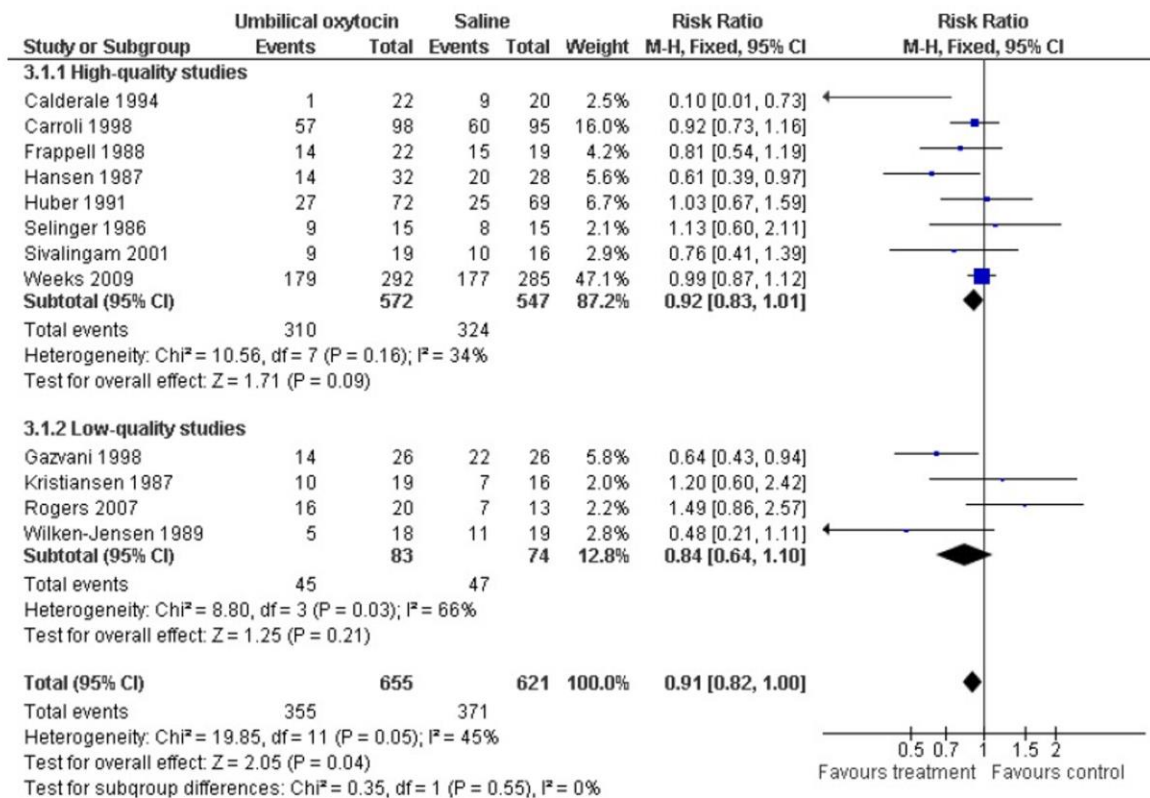 Umbilical oxytocin Saline Risk Ratio Risk Ratio
Study or Subgroup Events Total Events Total Weight M-H, Fixed, 95% CI M-H, Fixed, 95% CI
3.1.1 High-quality studies
Calderale 1994 1 22 9 20 2.5% 0.10 [0.01, 0.73]
Carroli 1998 57 98 60 95 16.0% 0.92 [0.73, 1.16]
Frappell 1988 14 22 15 19 4.2% 0.81 [0.54, 1.19]
Hansen 1987 14 32 20 28 5.6% 0.61 [0.39, 0.97]
Huber 1991 27 72 25 69 6.7% 1.03 [0.67, 1.59]
Selinger 1986 9 15 8 15 2.1% 1.13 [0.60, 2.11]
Sivalingam 2001 9 19 10 16 2.9% 0.76 [0.41, 1.39]
Weeks 2009 179 292 177 285 47.1% 0.99 [0.87, 1.12]
Subtotal (95% CI) 572 547 87.2% 0.92 [0.83, 1.01]
Total events 310 324
Heterogeneity: Chi² = 10.56, df = 7 (P = 0.16); I² = 34%
Test for overall effect: Z = 1.71 (P = 0.09)
3.1.2 Low-quality studies
Gazvani 1998 14 26 22 26 5.8% 0.64 [0.43, 0.94]
Kristiansen 1987 10 19 7 16 2.0% 1.20 [0.60, 2.42]
Rogers 2007 16 20 7 13 2.2% 1.49 [0.86, 2.57]
Wilken-Jensen 1989 5 18 11 19 2.8% 0.48 [0.21, 1.11]
Subtotal (95% CI) 83 74 12.8% 0.84 [0.64, 1.10]
Total events 45 47
Heterogeneity: Chi² = 8.80, df = 3 (P = 0.03); I² = 66%
Test for overall effect: Z = 1.25 (P = 0.21)
Total (95% CI) 655 621 100.0% 0.91 [0.82, 1.00]
Total events 355 371
Heterogeneity: Chi² = 19.85, df = 11 (P = 0.05); I² = 45%
Test for overall effect: Z = 2.05 (P = 0.04)
Test for subgroup differences: Chi² = 0.35, df = 1 (P = 0.55), I² = 0%
0.5 0.7 1 1.5 2
Favours treatment Favours control